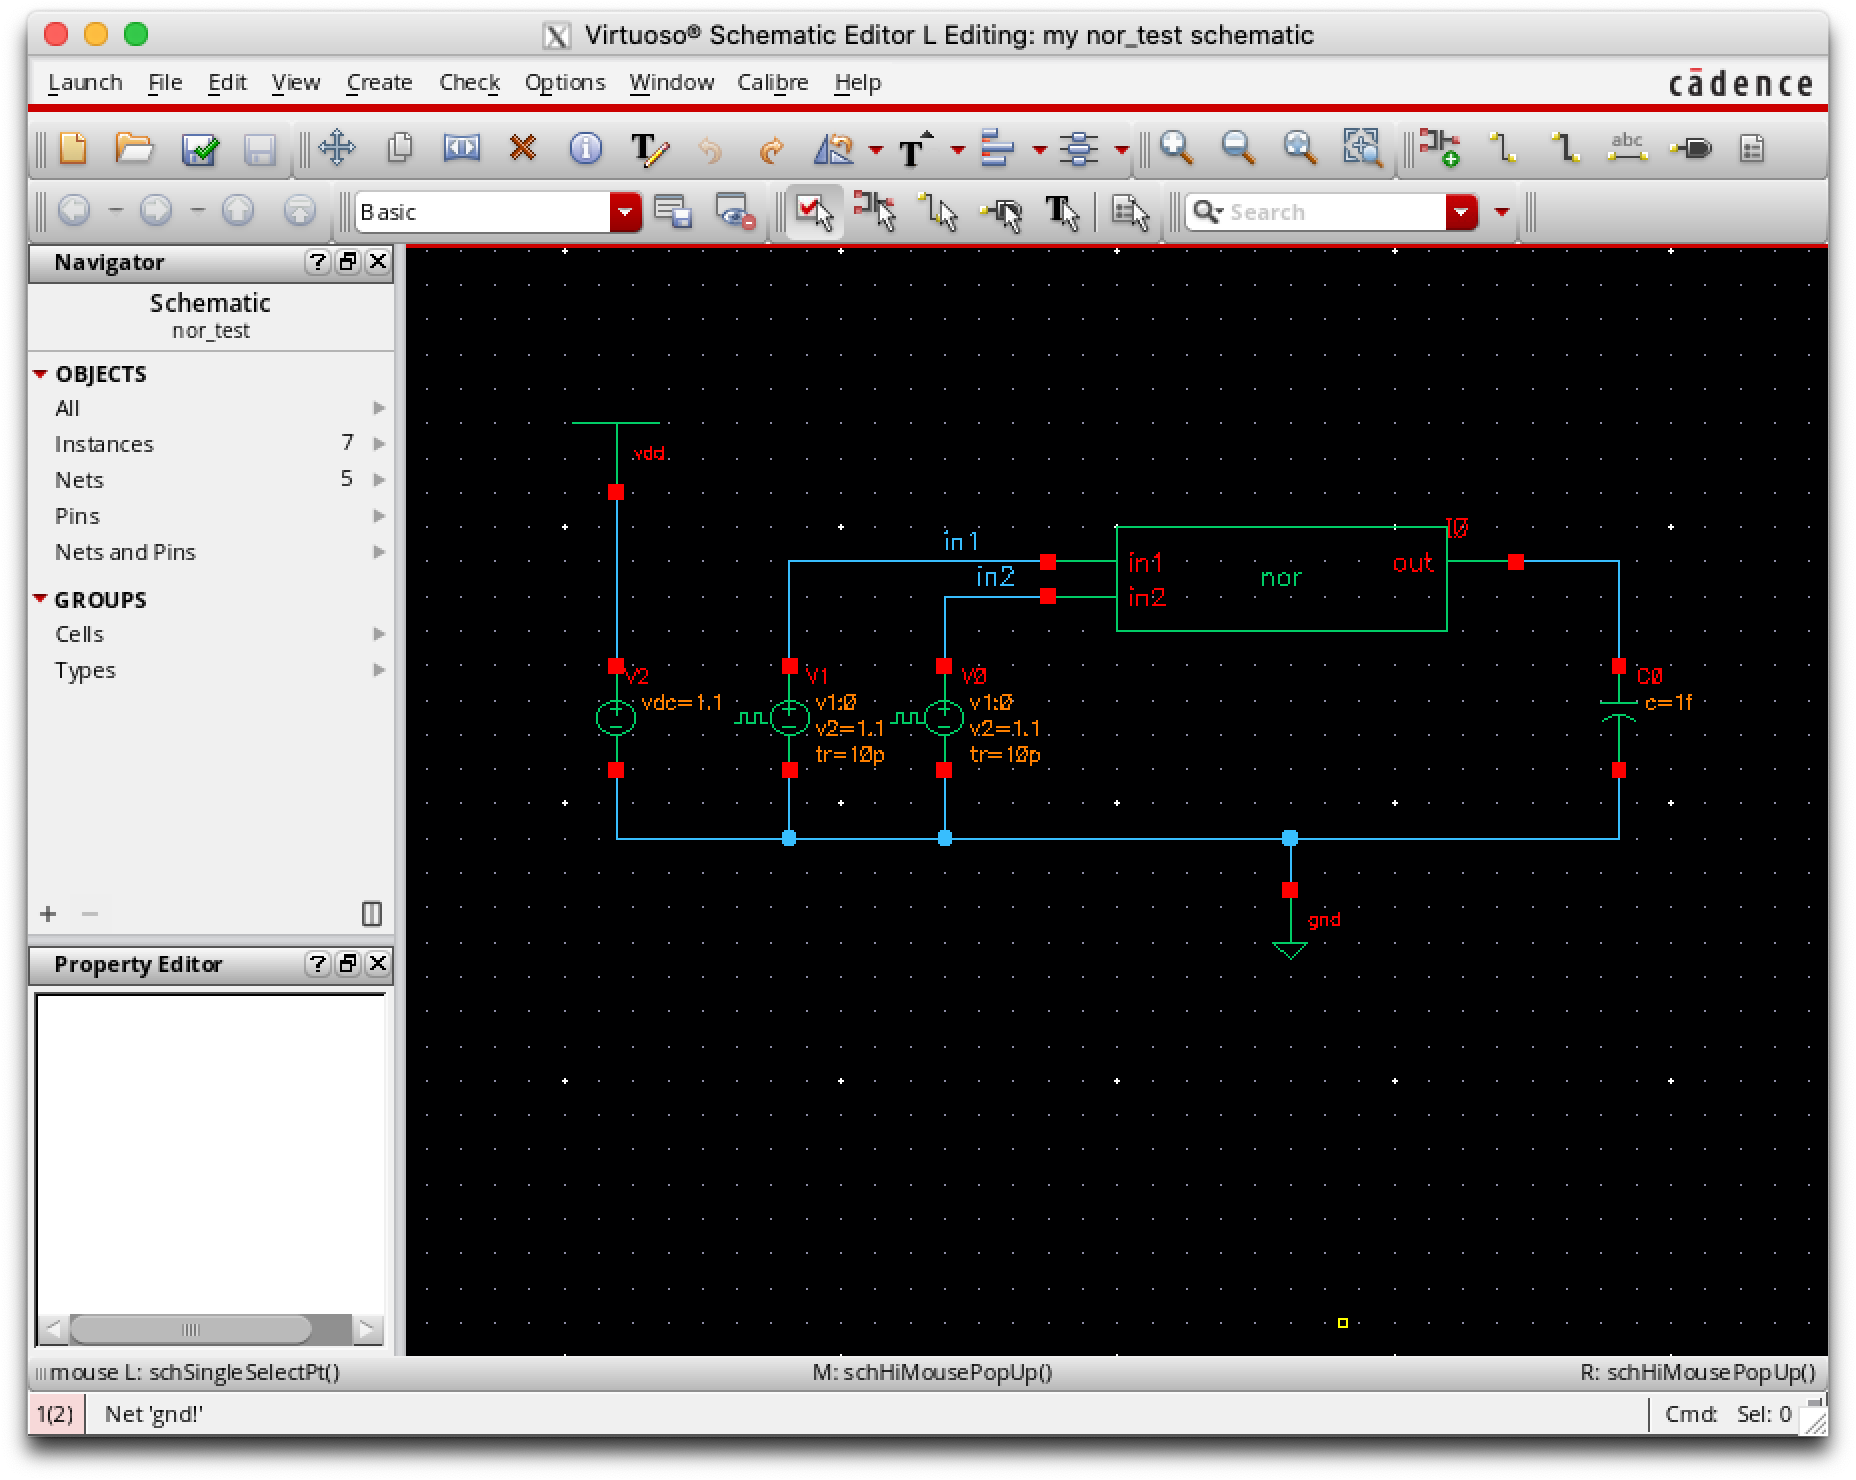 Virtuoso® Schematic Editor L Editing: my nor_test schematic
Launch File Edit View Create Check Options Window Calibre Help
cādence
T T abc
Basic T Search
Navigator ?
Schematic
nor_test
OBJECTS
All
Instances 7
Nets 5
Pins
Nets and Pins
GROUPS
Cells
Types
Property Editor ?
vdd
in1
in2
I0
in1 out
nor
in2
V2
vdc=1.1
V1
v1:0
v2=1.1
tr=10p
V0
v1:0
v2=1.1
tr=10p
C0
c=1f
gnd
mouse L: schSingleSelectPt() M: schHiMousePopUp() R: schHiMousePopUp()
1(2) Net 'gnd!' Cmd: Sel: 0